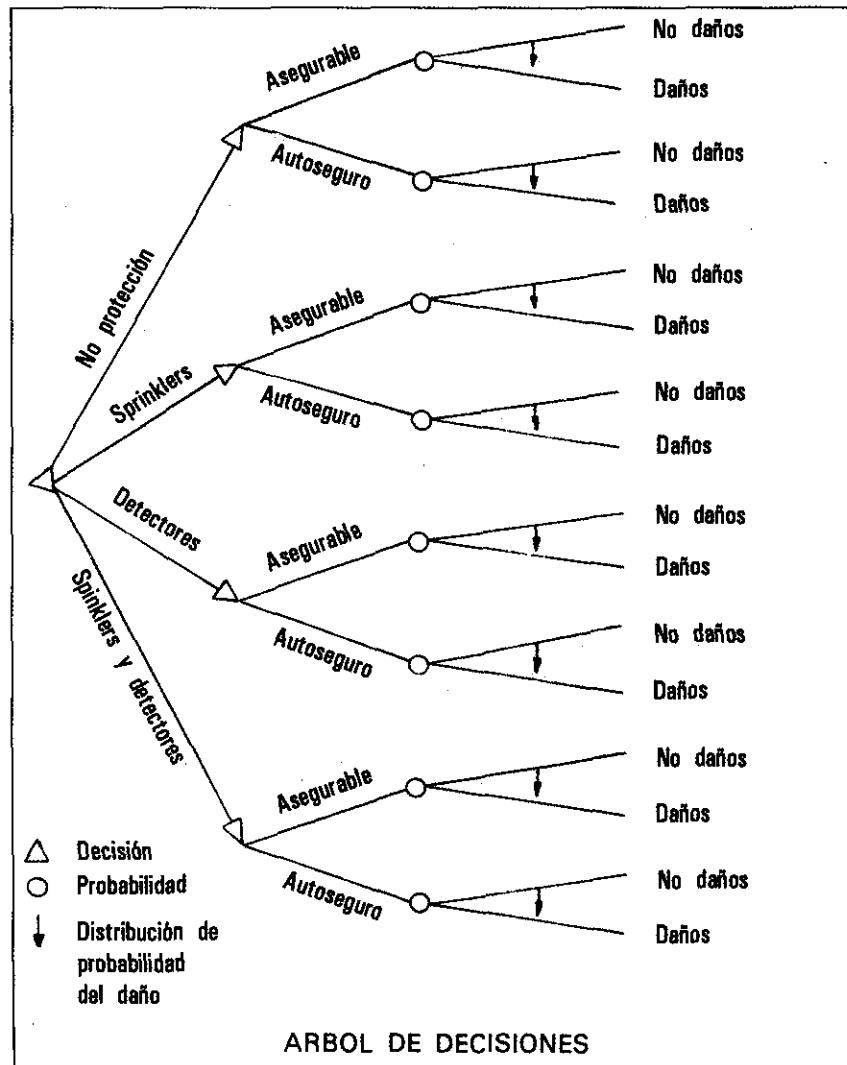 No daños
Asegurable
Daños
No daños
Autoseguro
Daños
No protección
No daños
Asegurable
Daños
Sprinklers
No daños
Autoseguro
Daños
Detectores
No daños
Asegurable
Daños
Spinklers y detectores
No daños
Autoseguro
Daños
No daños
Asegurable
Daños
No daños
Autoseguro
Daños
Decisión
Probabilidad
Distribución de
probabilidad
del daño
ARBOL DE DECISIONES